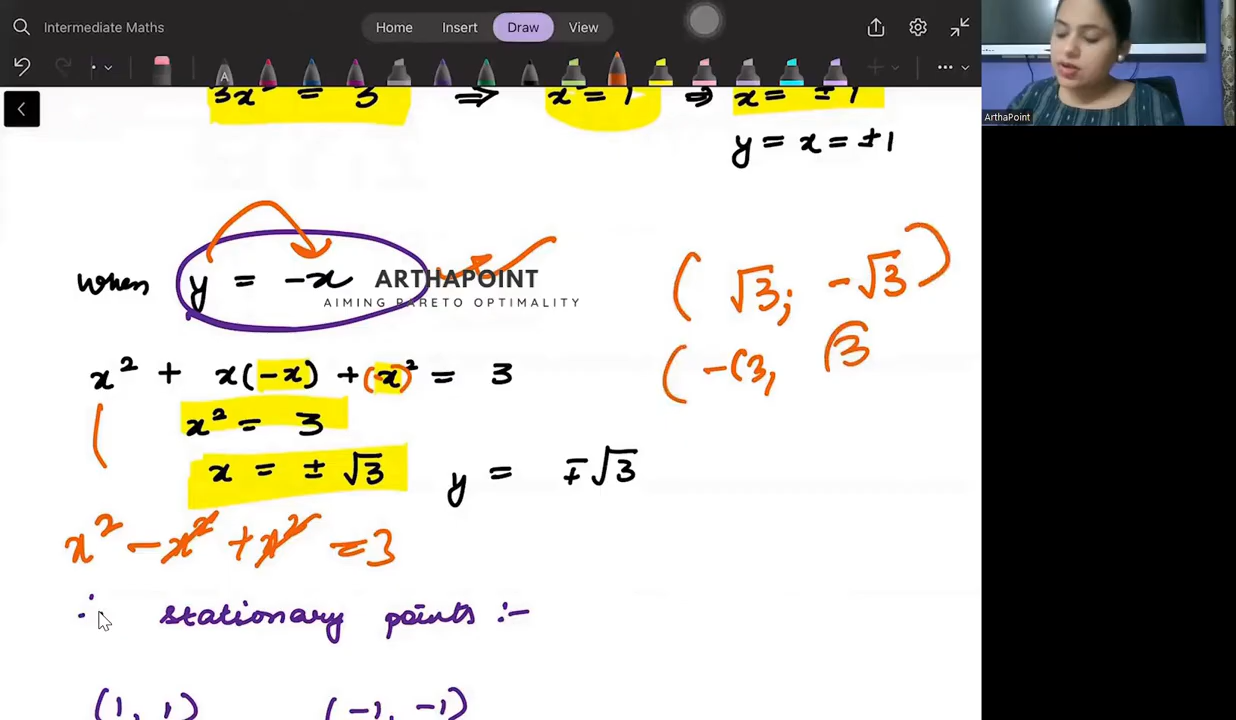 Intermediate Maths
Home Insert Draw View
3x² = 3 ⇒ x² = 1 ⇒ x = ±1
y = x = ±1
when y = -x
ARTHAPOINT
AIMING PARETO OPTIMALITY
(√3; -√3)
(-√3, √3
x² + x(-x) + (-x)² = 3
x² = 3
x = ± √3 y = ∓√3
x² - x² + x² = 3
∴ stationary points :-
(1, 1) (-1, -1)
ArthaPoint